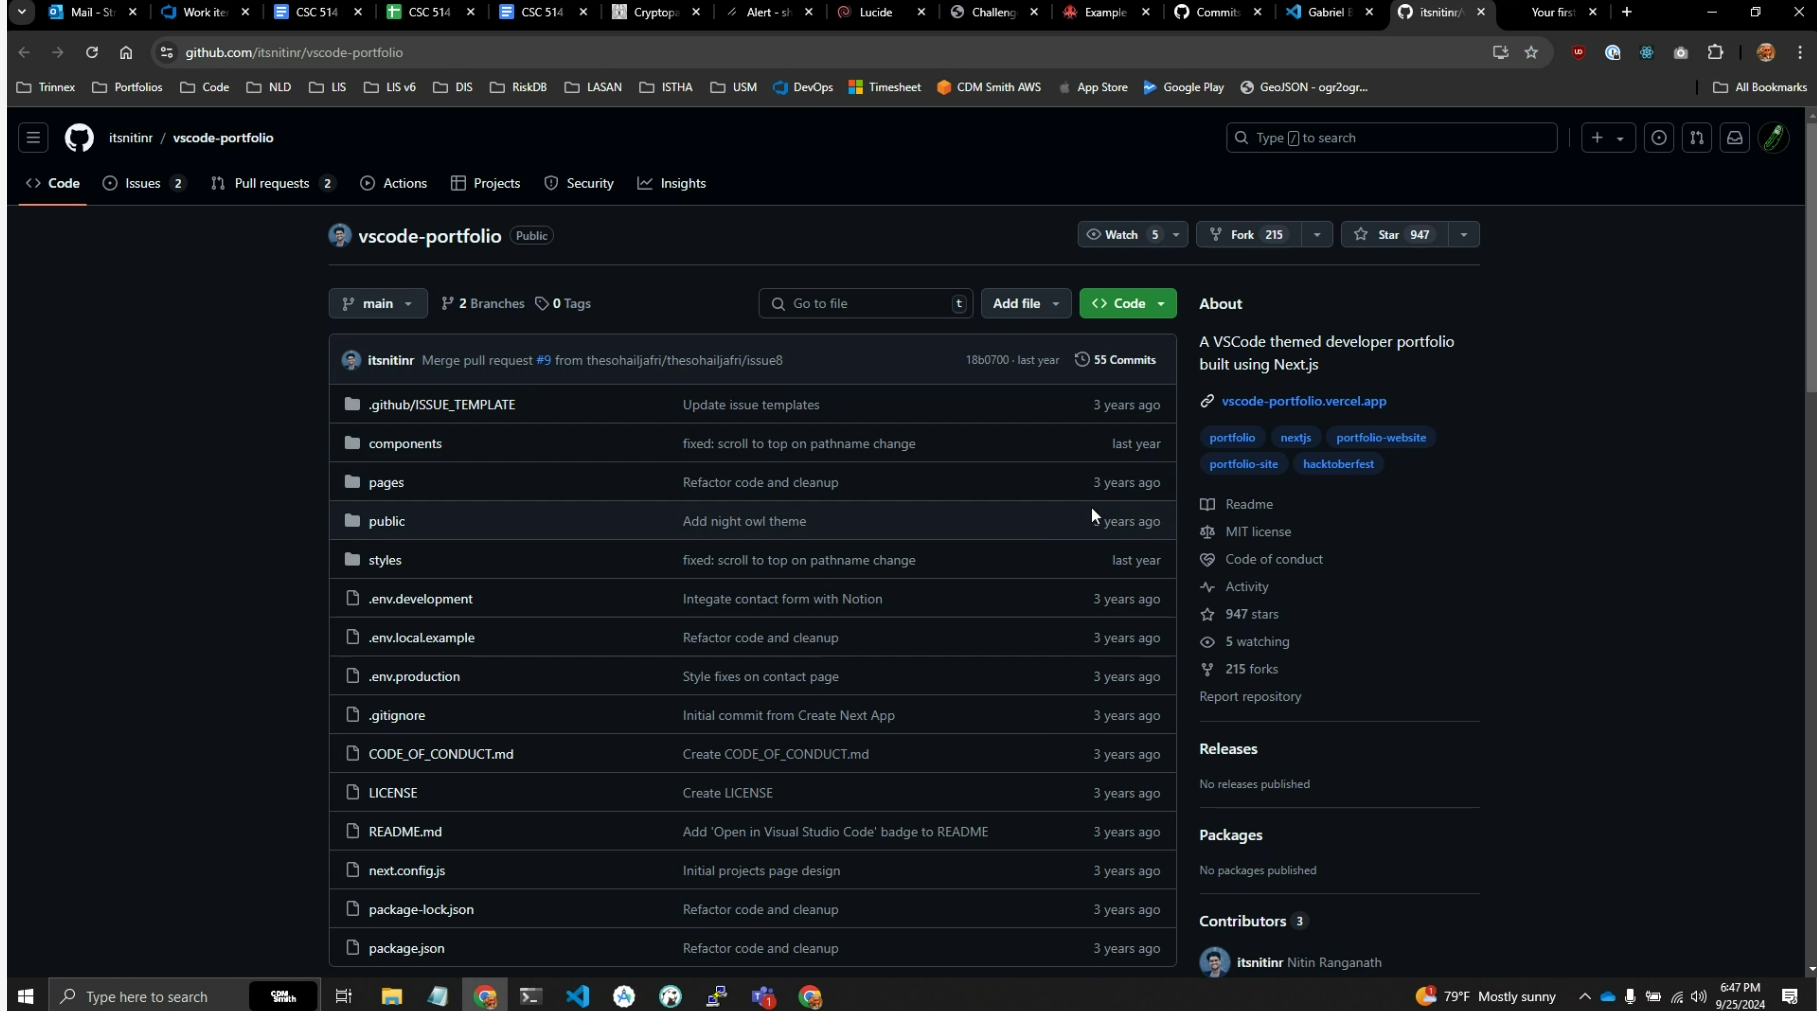 Mail - St
Work ite
CSC 514
CSC 514
CSC 514
Cryptopa
Alert - sh
Lucide
Challeng
Example
Commits
Gabriel B
itsnitinr/
Your first
github.com/itsnitinr/vscode-portfolio
Trinnex
Portfolios
Code
NLD
LIS
LIS v6
DIS
RiskDB
LASAN
ISTHA
USM
DevOps
Timesheet
CDM Smith AWS
App Store
Google Play
GeoJSON - ogr2ogr...
All Bookmarks
itsnitinr / vscode-portfolio
Type / to search
Code
Issues 2
Pull requests 2
Actions
Projects
Security
Insights
vscode-portfolio Public
Watch 5
Fork 215
Star 947
main
2 Branches
0 Tags
Go to file t
Add file
<> Code
itsnitinr Merge pull request #9 from thesohailjafri/thesohailjafri/issue8 18b0700 · last year 55 Commits
.github/ISSUE_TEMPLATE Update issue templates 3 years ago
components fixed: scroll to top on pathname change last year
pages Refactor code and cleanup 3 years ago
public Add night owl theme years ago
styles fixed: scroll to top on pathname change last year
.env.development Integate contact form with Notion 3 years ago
.env.local.example Refactor code and cleanup 3 years ago
.env.production Style fixes on contact page 3 years ago
.gitignore Initial commit from Create Next App 3 years ago
CODE_OF_CONDUCT.md Create CODE_OF_CONDUCT.md 3 years ago
LICENSE Create LICENSE 3 years ago
README.md Add 'Open in Visual Studio Code' badge to README 3 years ago
next.config.js Initial projects page design 3 years ago
package-lock.json Refactor code and cleanup 3 years ago
package.json Refactor code and cleanup 3 years ago
About
A VSCode themed developer portfolio
built using Next.js
vscode-portfolio.vercel.app
portfolio nextjs portfolio-website
portfolio-site hacktoberfest
Readme
MIT license
Code of conduct
Activity
947 stars
5 watching
215 forks
Report repository
Releases
No releases published
Packages
No packages published
Contributors 3
itsnitinr Nitin Ranganath
Type here to search
CDM Smith
79°F Mostly sunny
6:47 PM
9/25/2024